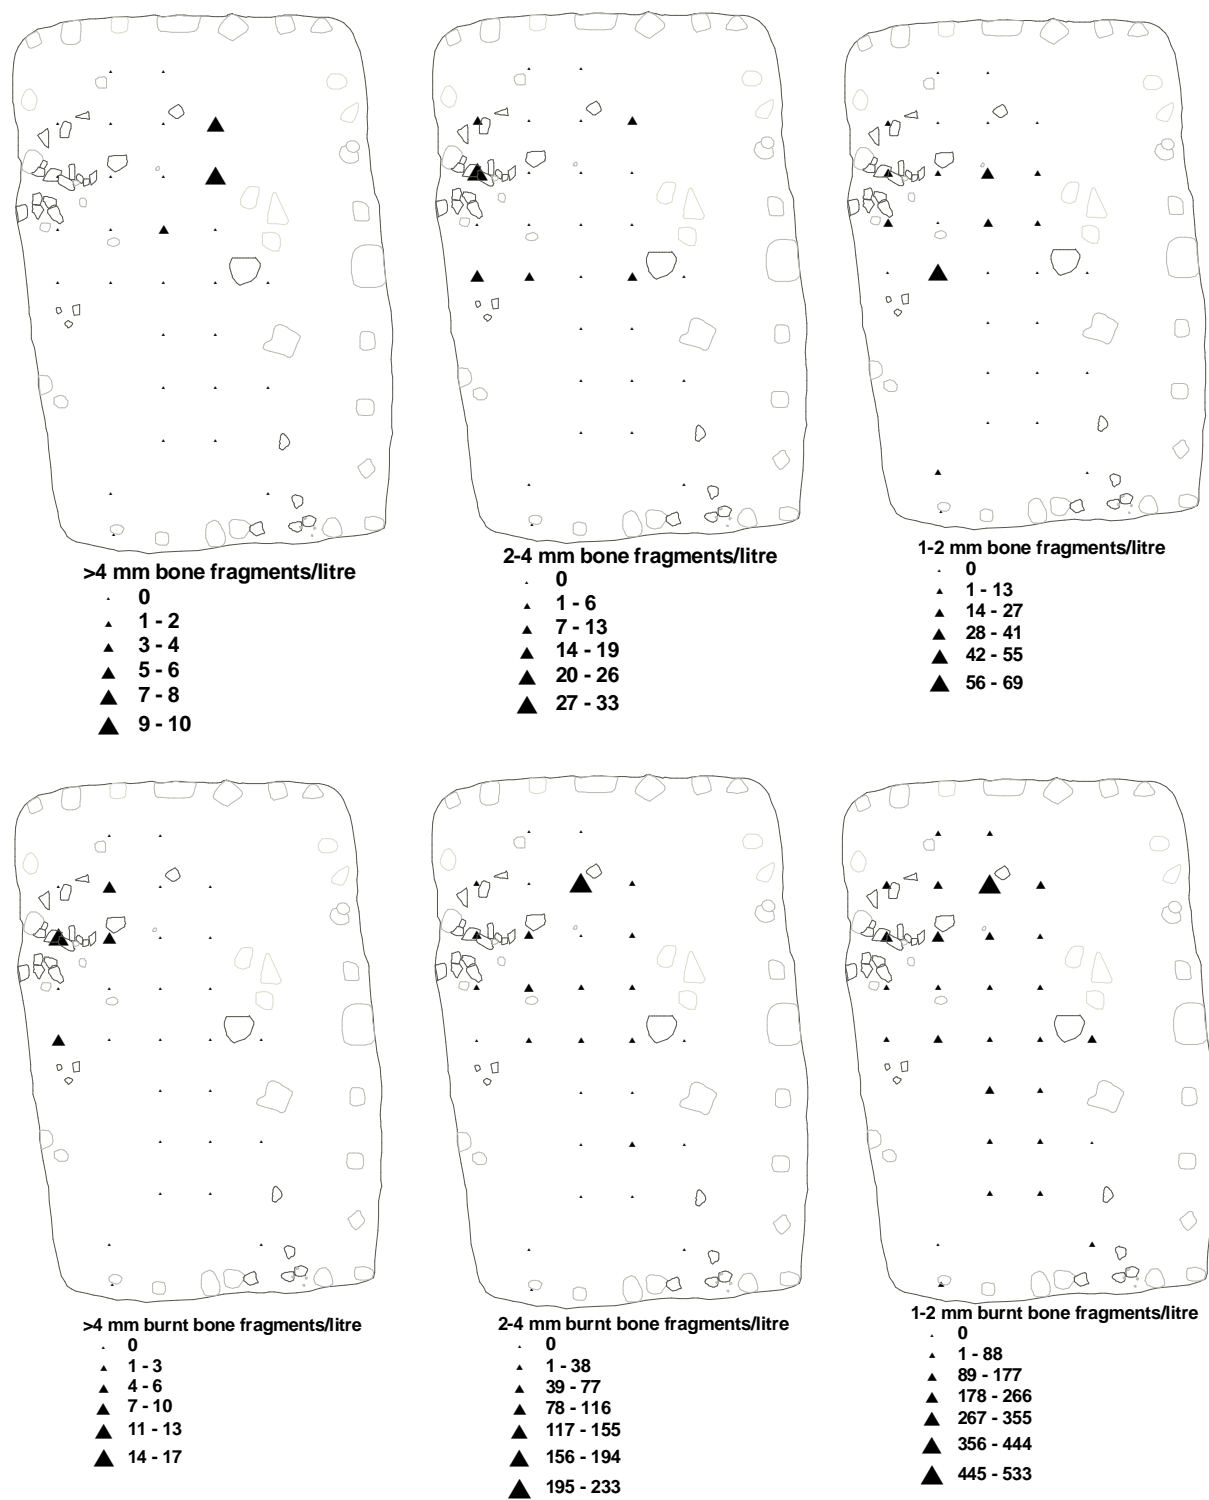 >4 mm bone fragments/litre
0
1 - 2
3 - 4
5 - 6
7 - 8
9 - 10
2-4 mm bone fragments/litre
0
1 - 6
7 - 13
14 - 19
20 - 26
27 - 33
1-2 mm bone fragments/litre
0
1 - 13
14 - 27
28 - 41
42 - 55
56 - 69
>4 mm burnt bone fragments/litre
0
1 - 3
4 - 6
7 - 10
11 - 13
14 - 17
2-4 mm burnt bone fragments/litre
0
1 - 38
39 - 77
78 - 116
117 - 155
156 - 194
195 - 233
1-2 mm burnt bone fragments/litre
0
1 - 88
89 - 177
178 - 266
267 - 355
356 - 444
445 - 533